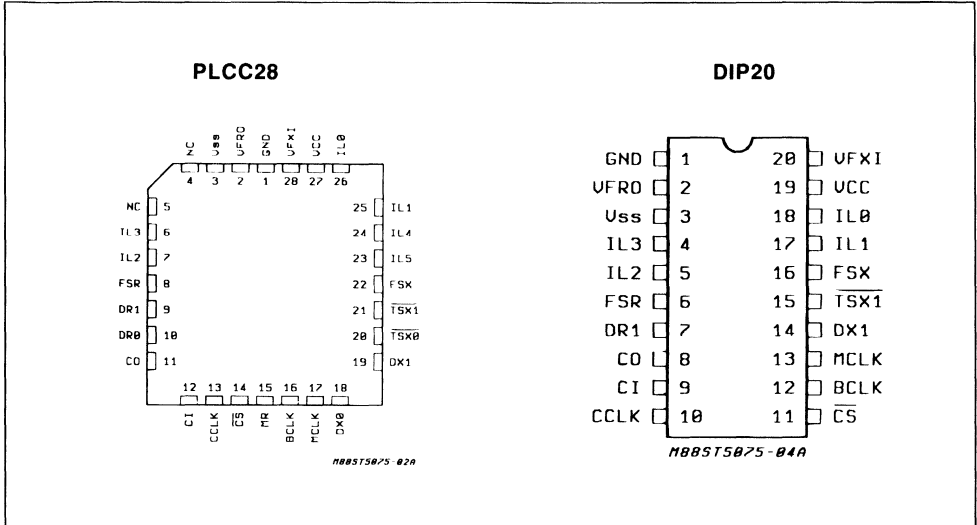 PLCC28
NC Vss VFRO GND VFXI VCC IL0
4 3 2 1 28 27 26
NC 5 25 IL1
IL3 6 24 IL4
IL2 7 23 IL5
FSR 8 22 FSX
DR1 9 21 TSX1
DR0 10 20 TSX0
CO 11 19 DX1
12 13 14 15 16 17 18
CI CCLK CS MR BCLK MCLK DX0
M88ST5075-02A
DIP20
GND 1 20 VFXI
VFRO 2 19 VCC
Vss 3 18 IL0
IL3 4 17 IL1
IL2 5 16 FSX
FSR 6 15 TSX1
DR1 7 14 DX1
CO 8 13 MCLK
CI 9 12 BCLK
CCLK 10 11 CS
M88ST5075-04A